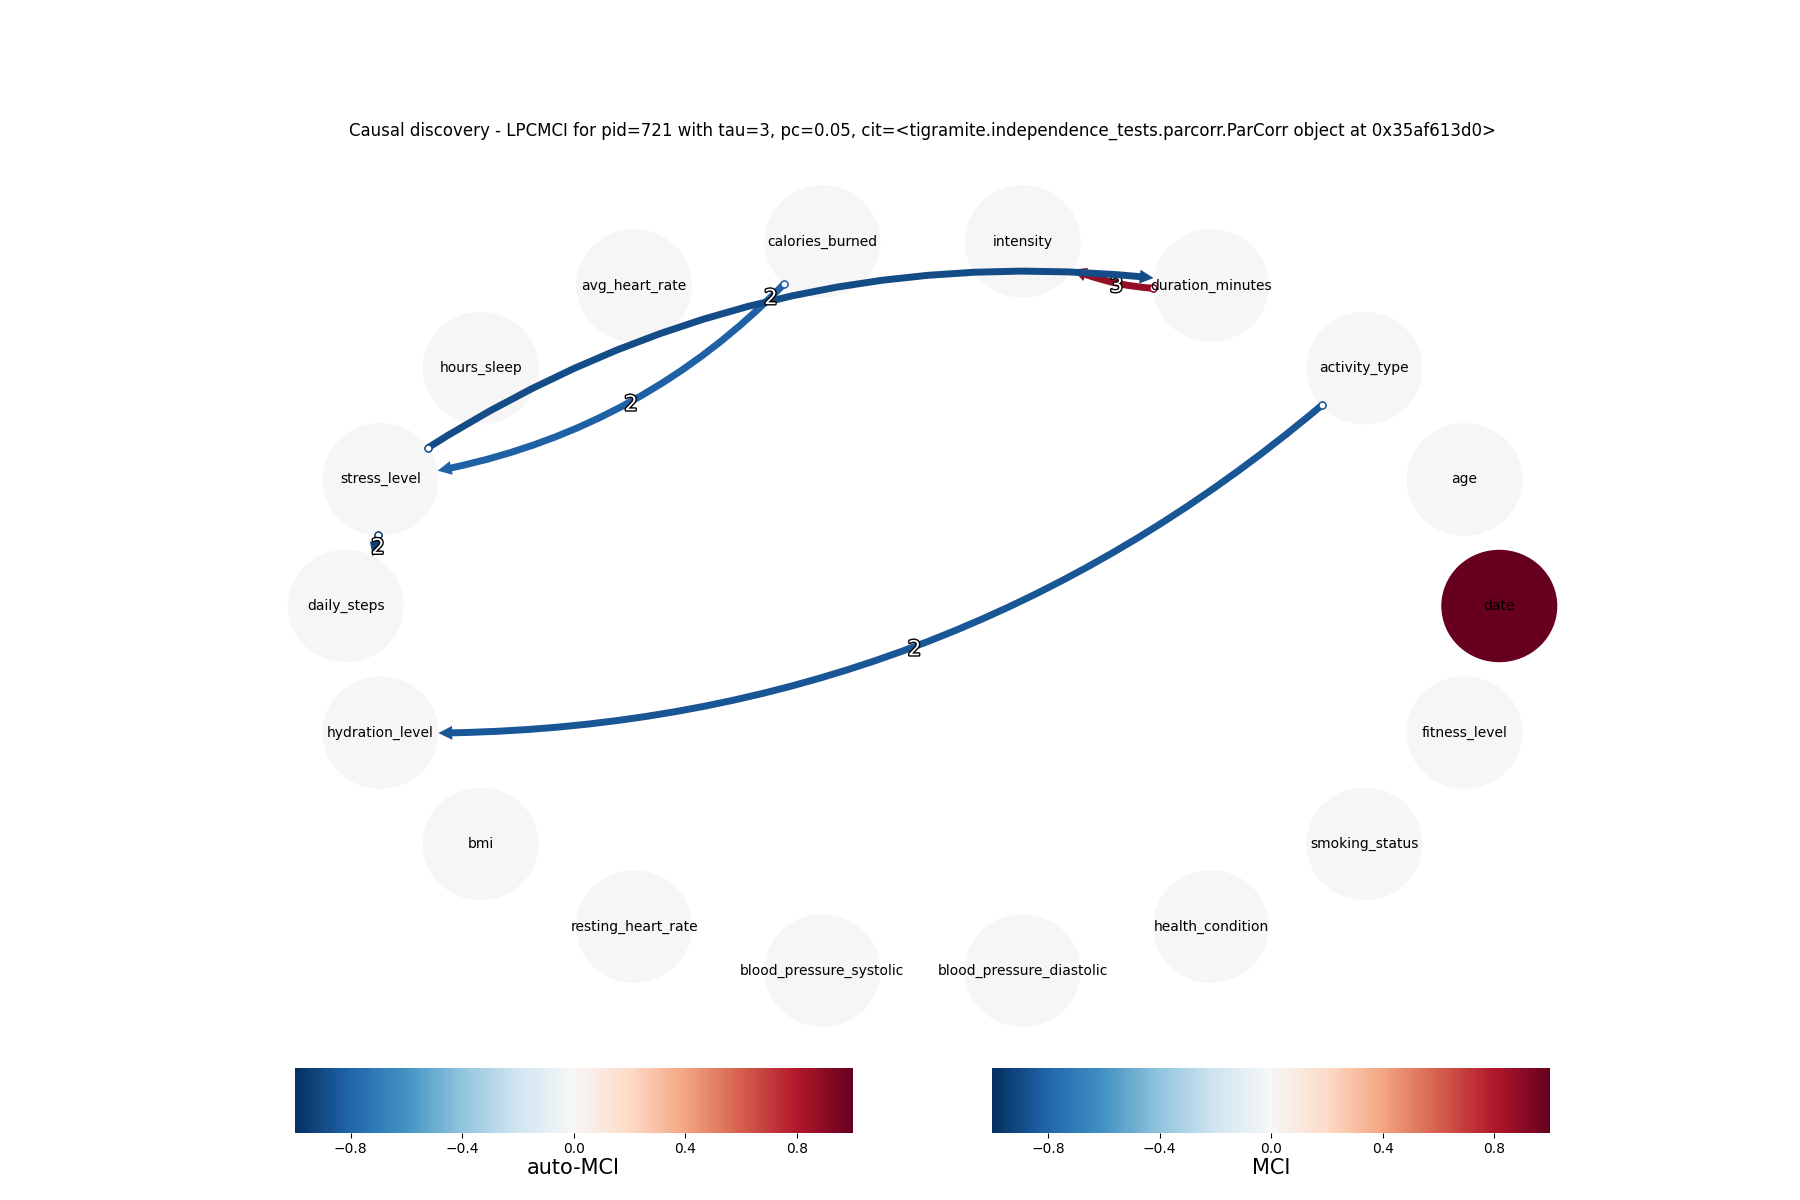 Causal discovery - LPCMCI for pid=721 with tau=3, pc=0.05, cit=<tigramite.independence_tests.parcorr.ParCorr object at 0x35af613d0>
calories_burned
intensity
avg_heart_rate
3
duration_minutes
2
hours_sleep
activity_type
2
stress_level
age
2
daily_steps
date
2
hydration_level
fitness_level
bmi
smoking_status
resting_heart_rate
health_condition
blood_pressure_systolic
blood_pressure_diastolic
−0.8 −0.4 0.0 0.4 0.8
auto-MCI
−0.8 −0.4 0.0 0.4 0.8
MCI